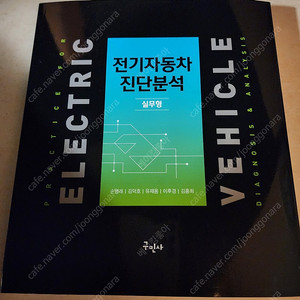 PRACTICE FOR
ELECTRIC
전기자동차
진단분석
실무형
VEHICLE
DIAGNOSIS & ANALYSIS
구민사
cafe.naver.com/joonggonara